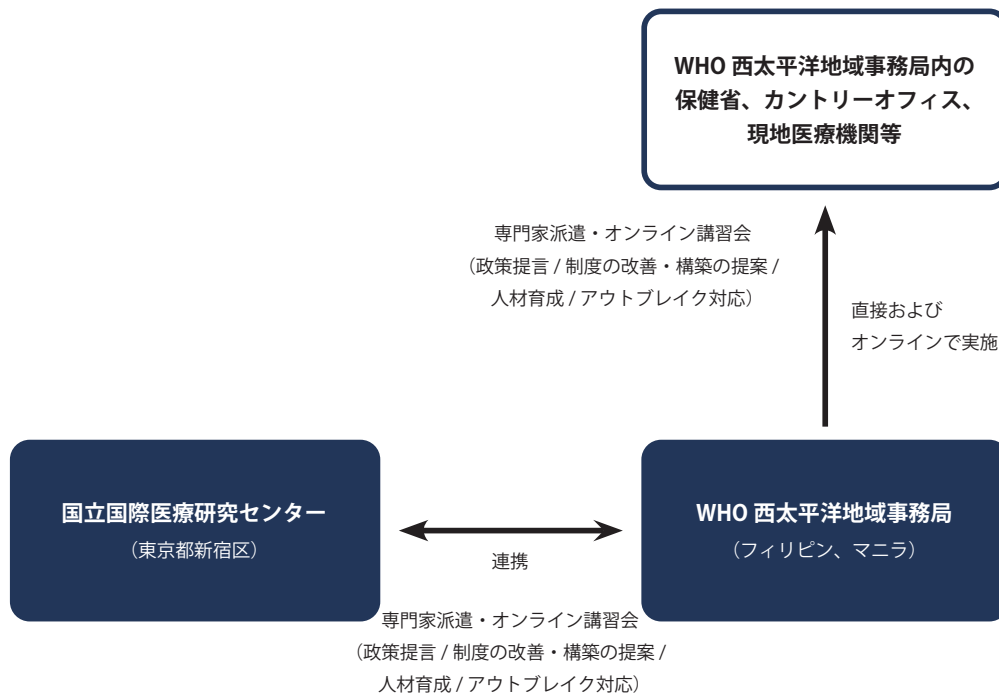 WHO 西太平洋地域事務局内の
保健省、カントリーオフィス、
現地医療機関等
専門家派遣・オンライン講習会
（政策提言 / 制度の改善・構築の提案 /
人材育成 / アウトブレイク対応）
直接および
オンラインで実施
国立国際医療研究センター
（東京都新宿区）
連携
WHO 西太平洋地域事務局
（フィリピン、マニラ）
専門家派遣・オンライン講習会
（政策提言 / 制度の改善・構築の提案 /
人材育成 / アウトブレイク対応）